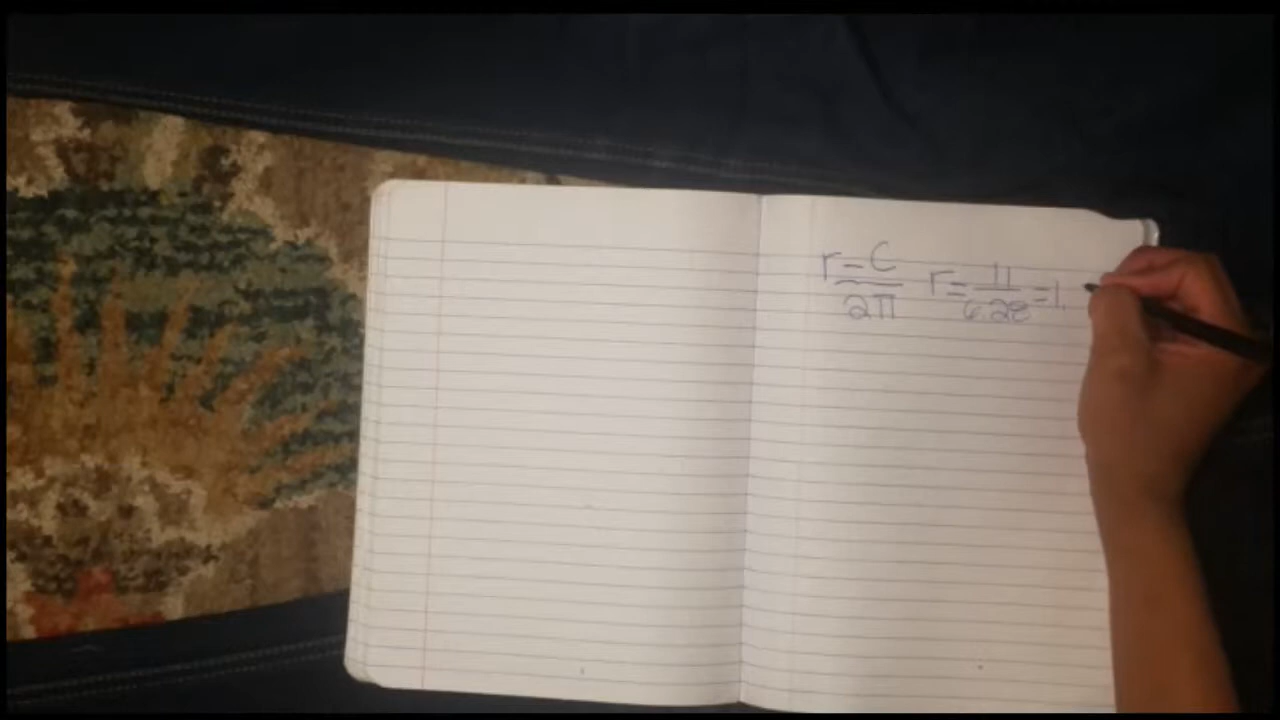 r = C/2π r = 11/6.28 = 1.